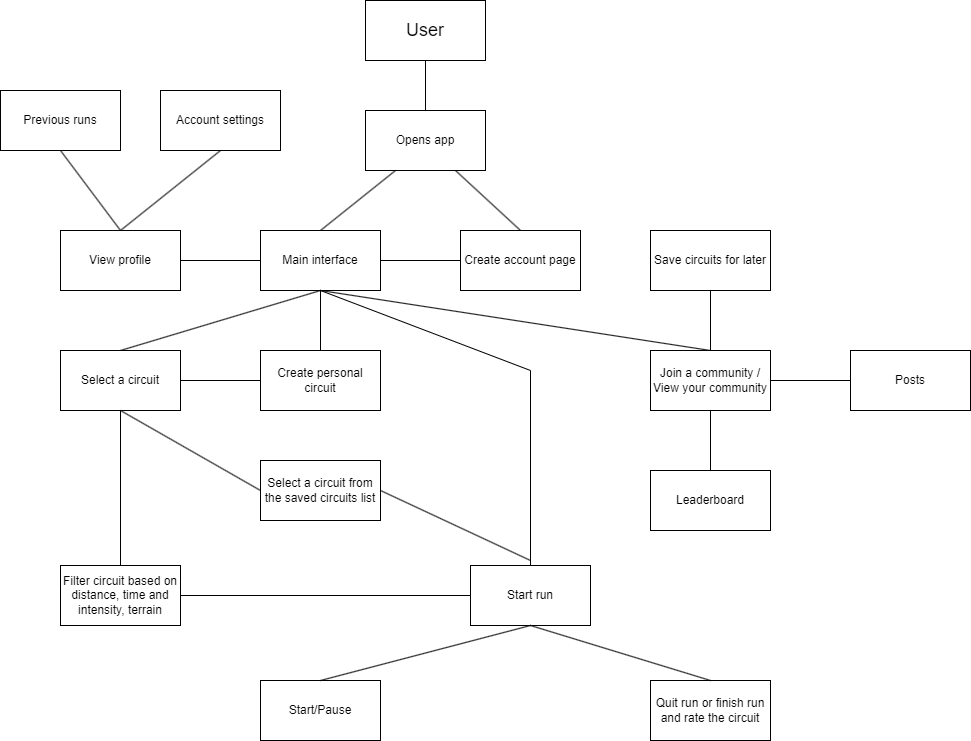 User
Previous runs
Account settings
Opens app
View profile
Main interface
Create account page
Save circuits for later
Select a circuit
Create personal
circuit
Join a community /
View your community
Posts
Select a circuit from
the saved circuits list
Leaderboard
Filter circuit based on
distance, time and
intensity, terrain
Start run
Start/Pause
Quit run or finish run
and rate the circuit